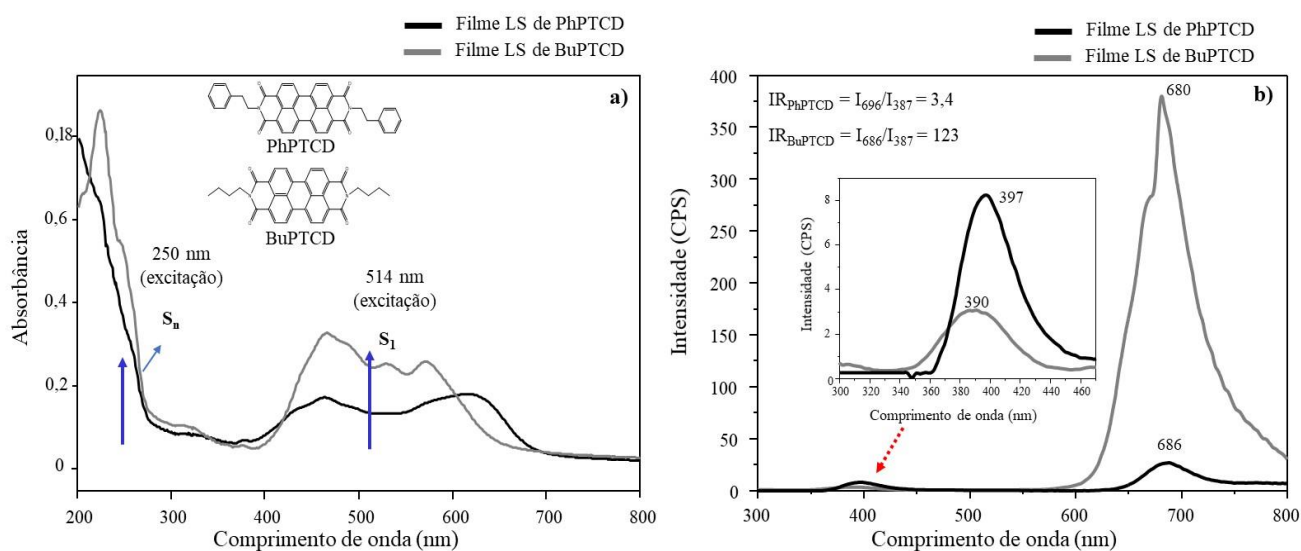 Filme LS de PhPTCD
Filme LS de BuPTCD
a)
PhPTCD
BuPTCD
250 nm
(excitação)
Sn
514 nm
(excitação)
S1
Absorbância
0,18
0,6
0,4
0,2
0
200 300 400 500 600 700 800
Comprimento de onda (nm)
Filme LS de PhPTCD
Filme LS de BuPTCD
b)
IRPhPTCD = I696/I387 = 3,4
IRBuPTCD = I686/I387 = 123
680
686
Intensidade (CPS)
400
350
300
250
200
150
100
50
25
0
300 400 500 600 700 800
Comprimento de onda (nm)
397
390
Intensidade (CPS)
8
6
4
2
0
300 320 340 360 380 400 420 440 460
Comprimento de onda (nm)
O O O O N N
O O O O N N